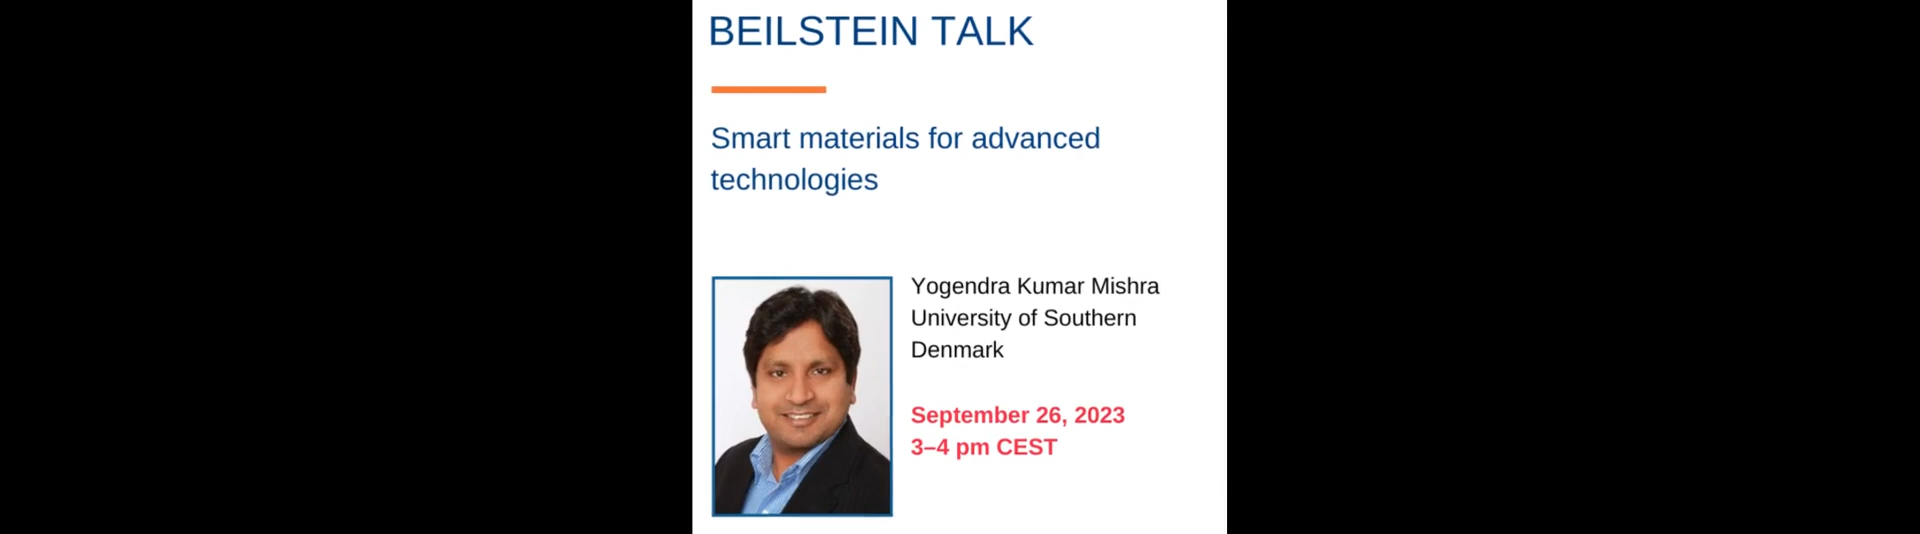 BEILSTEIN TALK
Smart materials for advanced
technologies
Yogendra Kumar Mishra
University of Southern
Denmark
September 26, 2023
3–4 pm CEST